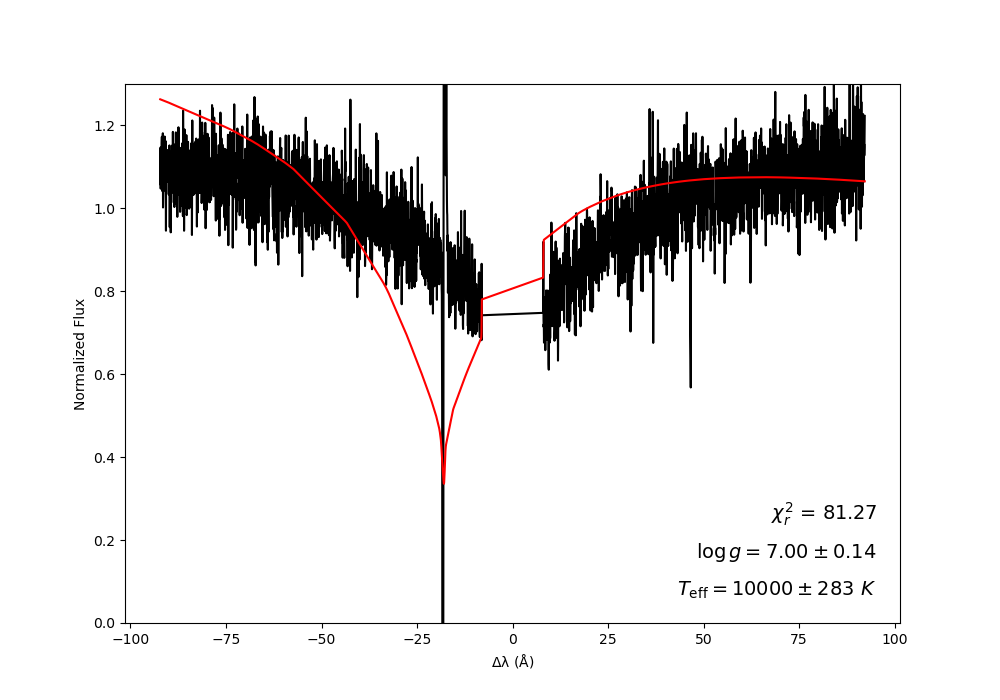 1.2
1.0
0.8
0.6
0.4
0.2
0.0
Normalized Flux
χ²ᵣ = 81.27
log g = 7.00 ± 0.14
T_eff = 10000 ± 283 K
−100 −75 −50 −25 0 25 50 75 100
Δλ (Å)